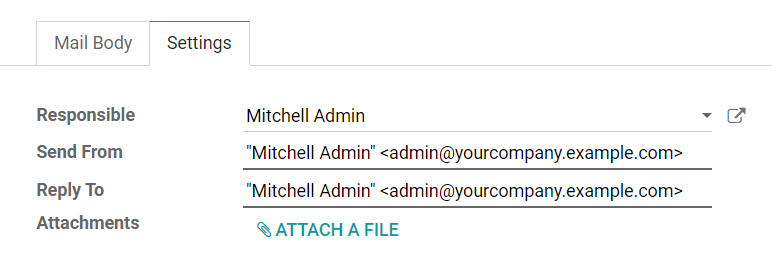 Mail Body Settings
Responsible Mitchell Admin
Send From "Mitchell Admin" <admin@yourcompany.example.com>
Reply To "Mitchell Admin" <admin@yourcompany.example.com>
Attachments ATTACH A FILE